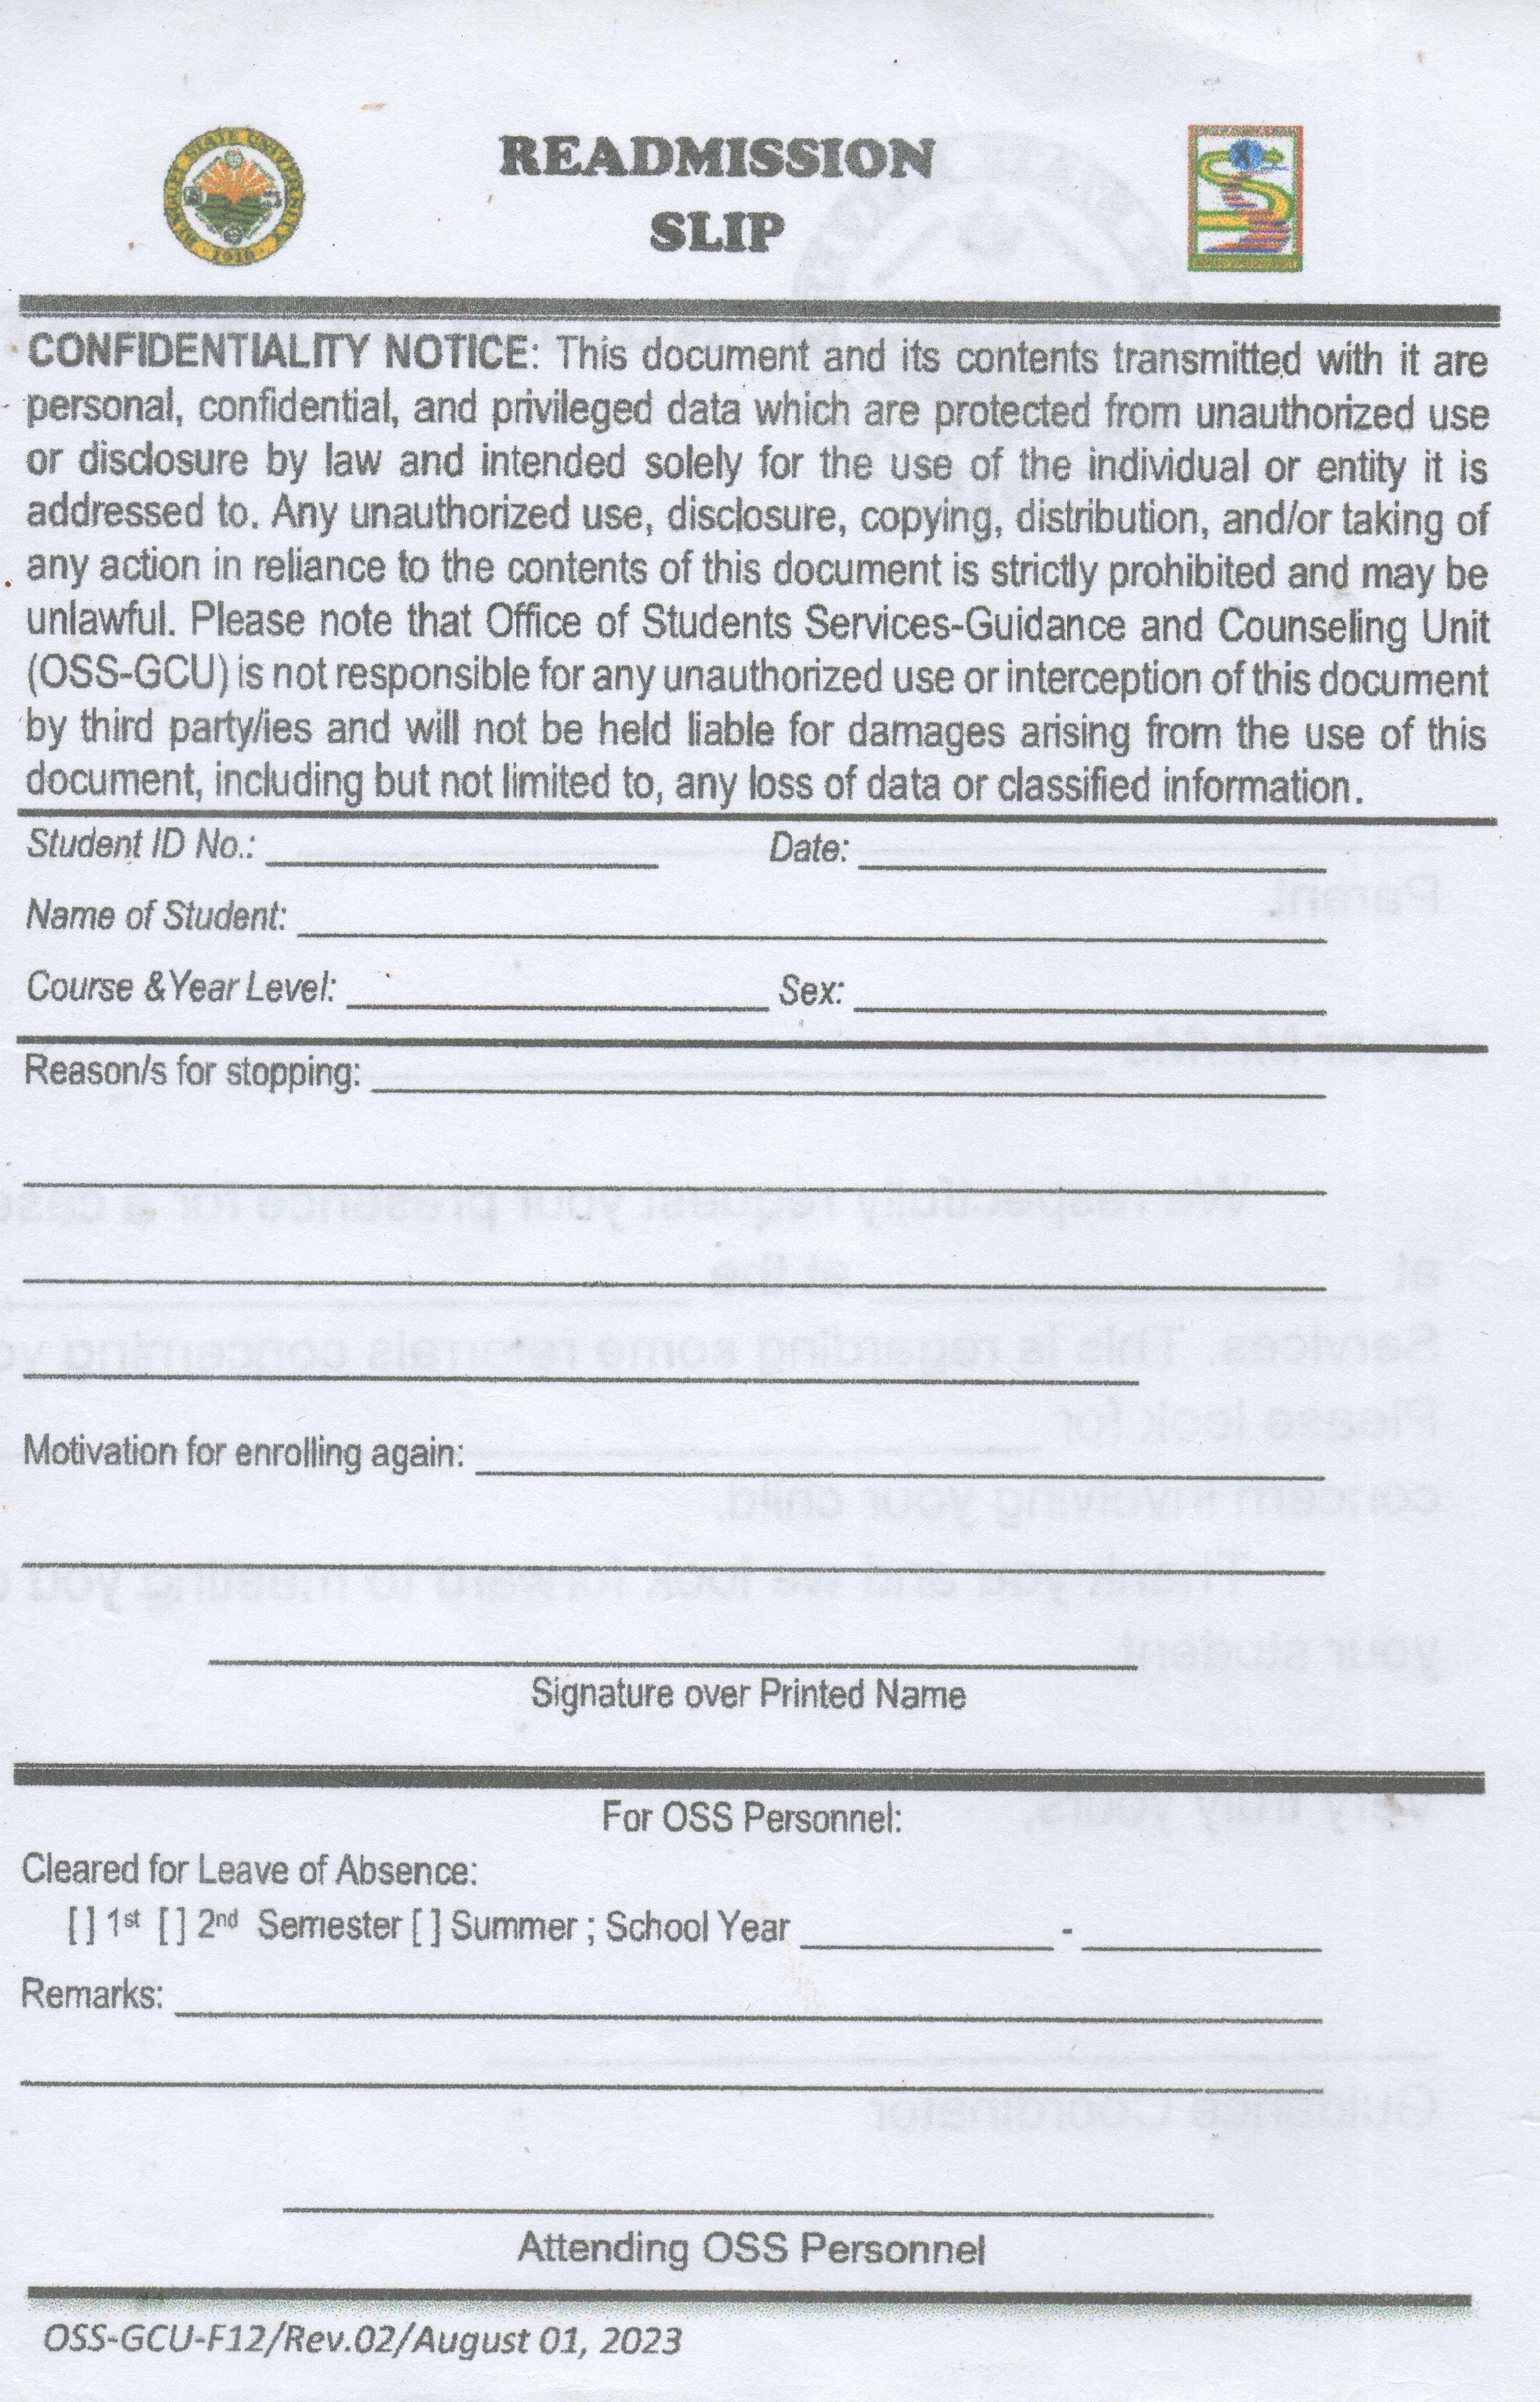 READMISSION
SLIP
CONFIDENTIALITY NOTICE: This document and its contents transmitted with it are
personal, confidential, and privileged data which are protected from unauthorized use
or disclosure by law and intended solely for the use of the individual or entity it is
addressed to. Any unauthorized use, disclosure, copying, distribution, and/or taking of
any action in reliance to the contents of this document is strictly prohibited and may be
unlawful. Please note that Office of Students Services-Guidance and Counseling Unit
(OSS-GCU) is not responsible for any unauthorized use or interception of this document
by third party/ies and will not be held liable for damages arising from the use of this
document, including but not limited to, any loss of data or classified information.
Student ID No.: ____________ Date: ____________
Name of Student: ____________
Course &Year Level: ____________ Sex: ____________
Reason/s for stopping: ____________
Motivation for enrolling again: ____________
Signature over Printed Name
For OSS Personnel:
Cleared for Leave of Absence:
[ ] 1st [ ] 2nd Semester [ ] Summer ; School Year ________ - ________
Remarks: ____________
Attending OSS Personnel
OSS-GCU-F12/Rev.02/August 01, 2023